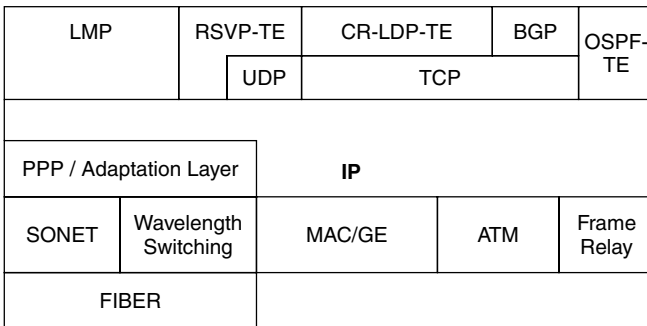 LMP
RSVP-TE
CR-LDP-TE
BGP
OSPF-
TE
UDP
TCP
PPP / Adaptation Layer
IP
SONET
Wavelength
Switching
MAC/GE
ATM
Frame
Relay
FIBER